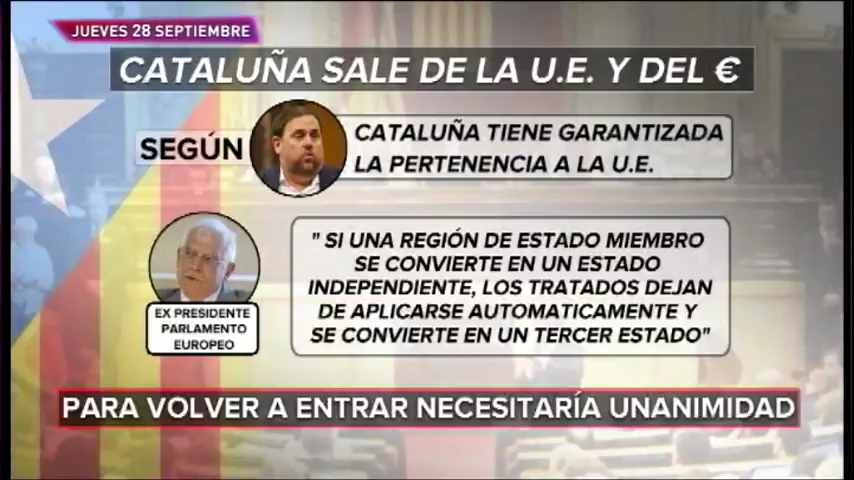 JUEVES 28 SEPTIEMBRE
CATALUÑA SALE DE LA U.E. Y DEL €
SEGÚN
CATALUÑA TIENE GARANTIZADA
LA PERTENENCIA A LA U.E.
EX PRESIDENTE
PARLAMENTO
EUROPEO
" SI UNA REGIÓN DE ESTADO MIEMBRO
SE CONVIERTE EN UN ESTADO
INDEPENDIENTE, LOS TRATADOS DEJAN
DE APLICARSE AUTOMATICAMENTE Y
SE CONVIERTE EN UN TERCER ESTADO"
PARA VOLVER A ENTRAR NECESITARÍA UNANIMIDAD